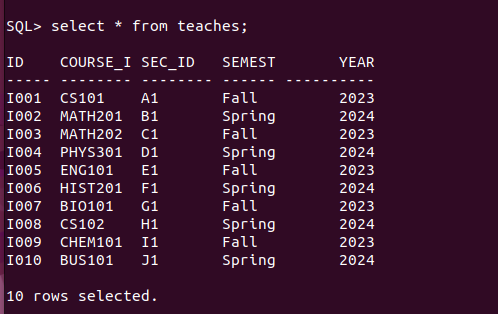 SQL> select * from teaches;
ID    COURSE_I SEC_ID   SEMEST       YEAR
----- -------- -------- ------ ----------
I001  CS101    A1       Fall         2023
I002  MATH201  B1       Spring       2024
I003  MATH202  C1       Fall         2023
I004  PHYS301  D1       Spring       2024
I005  ENG101   E1       Fall         2023
I006  HIST201  F1       Spring       2024
I007  BIO101   G1       Fall         2023
I008  CS102    H1       Spring       2024
I009  CHEM101  I1       Fall         2023
I010  BUS101   J1       Spring       2024
10 rows selected.